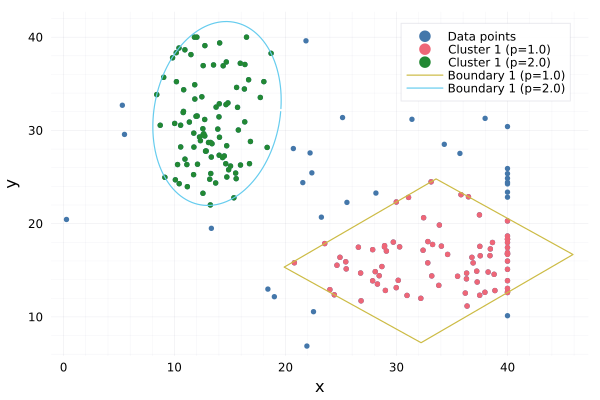 40
30
20
10
y
0
10
20
30
40
x
Data points
Cluster 1 (p=1.0)
Cluster 1 (p=2.0)
Boundary 1 (p=1.0)
Boundary 1 (p=2.0)